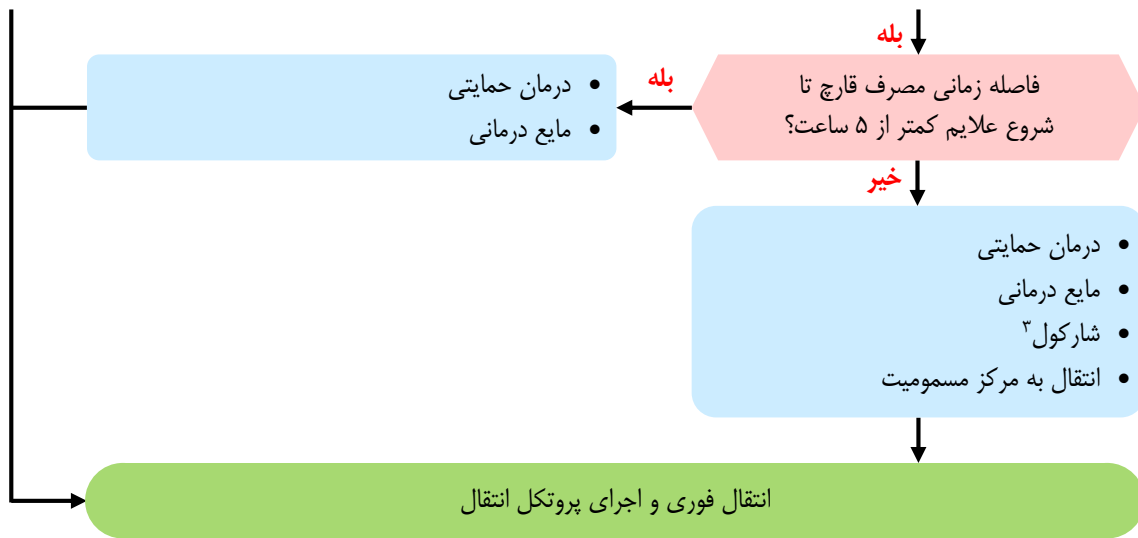 بله
فاصله زمانی مصرف قارچ تا
شروع علایم کمتر از ۵ ساعت؟
بله
• درمان حمایتی
• مایع درمانی
خیر
• درمان حمایتی
• مایع درمانی
• شارکول۳
• انتقال به مرکز مسمومیت
انتقال فوری و اجرای پروتکل انتقال